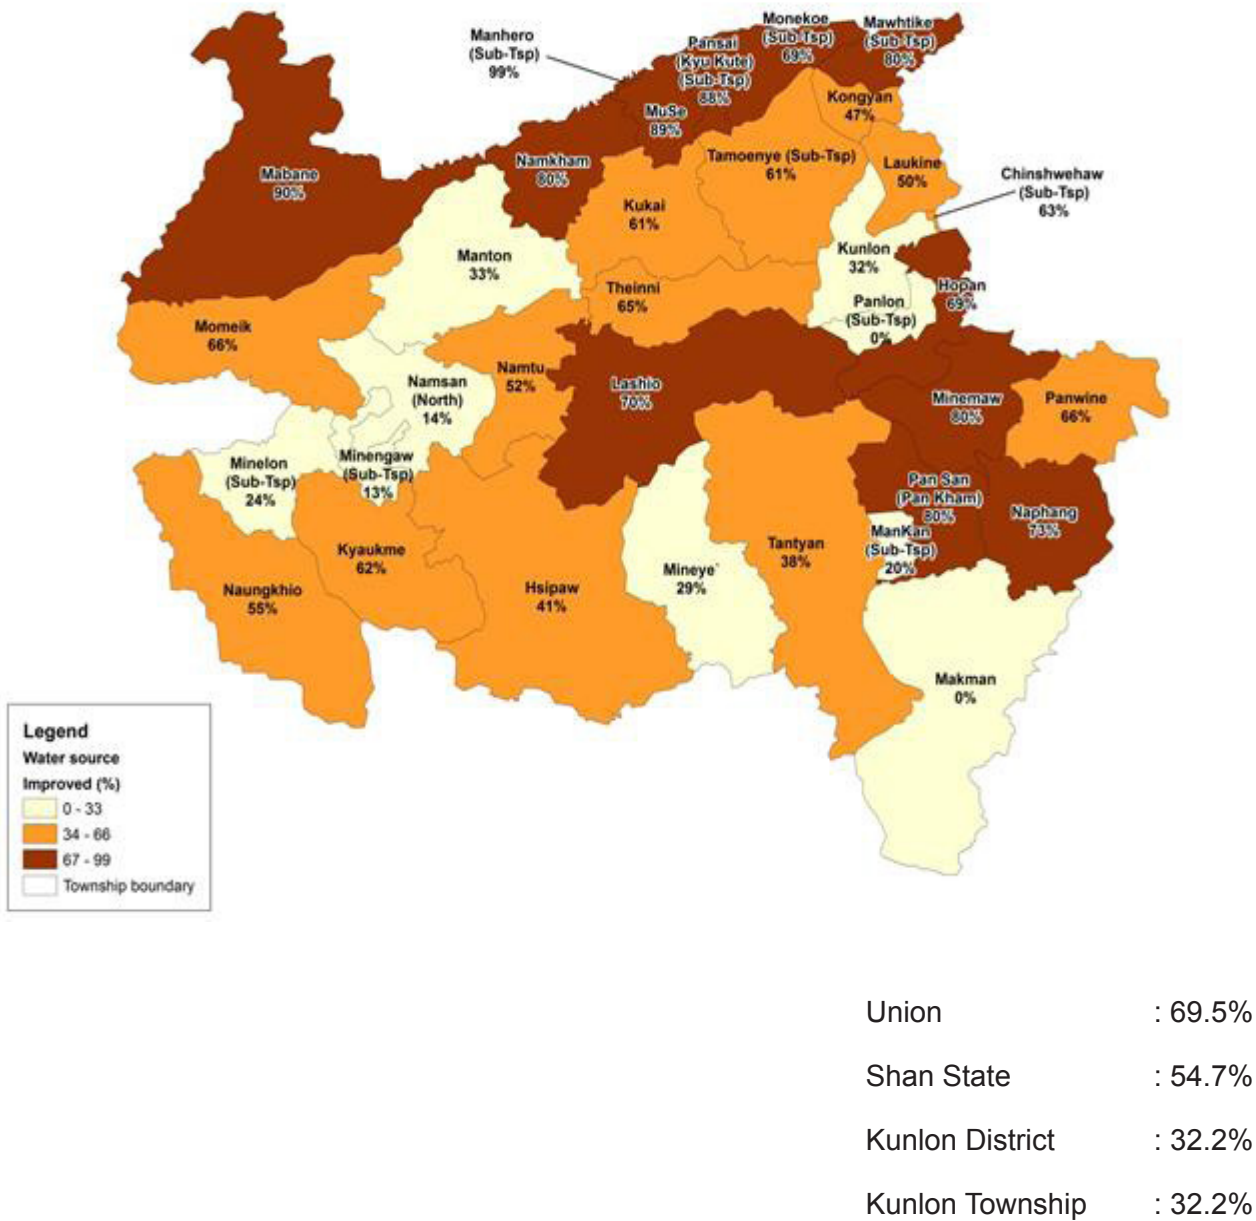 Manhero
(Sub-Tsp)
99%
Monekoe
(Sub-Tsp)
69%
Mawhtike
(Sub-Tsp)
80%
Pansai
(Kyu Kute)
(Sub-Tsp)
88%
MuSe
89%
Kongyan
47%
Namkham
80%
Tamoenye (Sub-Tsp)
61%
Laukine
50%
Chinshwehaw
(Sub-Tsp)
63%
Mabane
90%
Kukai
61%
Manton
33%
Kunlon
32%
Theinni
65%
Hopan
69%
Panlon
(Sub-Tsp)
0%
Momeik
66%
Namtu
52%
Namsan
(North)
14%
Lashio
70%
Minemaw
80%
Panwine
66%
Minelon
(Sub-Tsp)
24%
Minengaw
(Sub-Tsp)
13%
Pan San
(Pan Kham)
80%
Naphang
73%
ManKan
(Sub-Tsp)
20%
Kyaukme
62%
Tantyan
38%
Mineye`
29%
Naungkhio
55%
Hsipaw
41%
Makman
0%
Legend
Water source
Improved (%)
0 - 33
34 - 66
67 - 99
Township boundary
Union : 69.5%
Shan State : 54.7%
Kunlon District : 32.2%
Kunlon Township : 32.2%